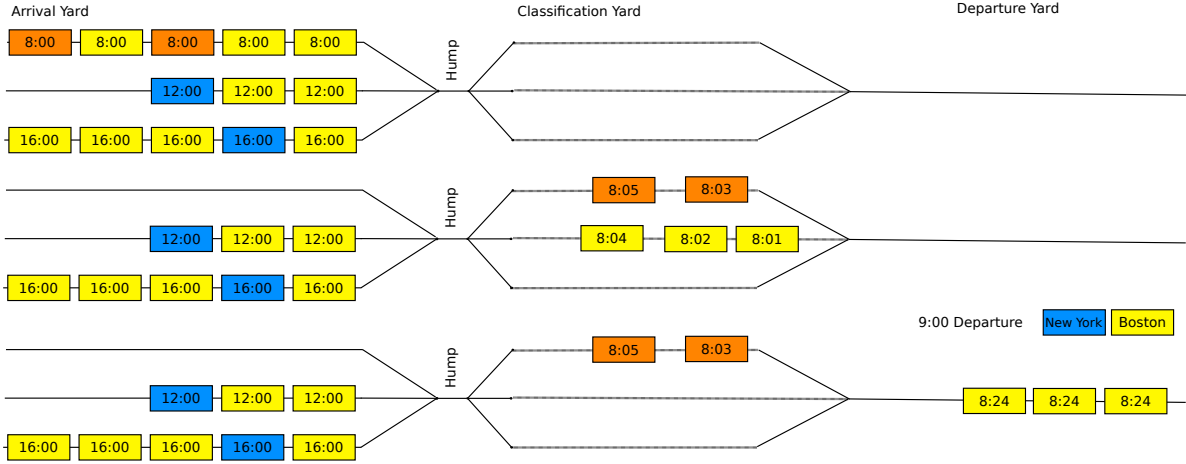 Arrival Yard Classification Yard Departure Yard
8:00 8:00 8:00 8:00 8:00
Hump
12:00 12:00 12:00
16:00 16:00 16:00 16:00 16:00
8:05 8:03
Hump
12:00 12:00 12:00 8:04 8:02 8:01
16:00 16:00 16:00 16:00 16:00
9:00 Departure New York Boston
8:05 8:03
Hump
12:00 12:00 12:00 8:24 8:24 8:24
16:00 16:00 16:00 16:00 16:00